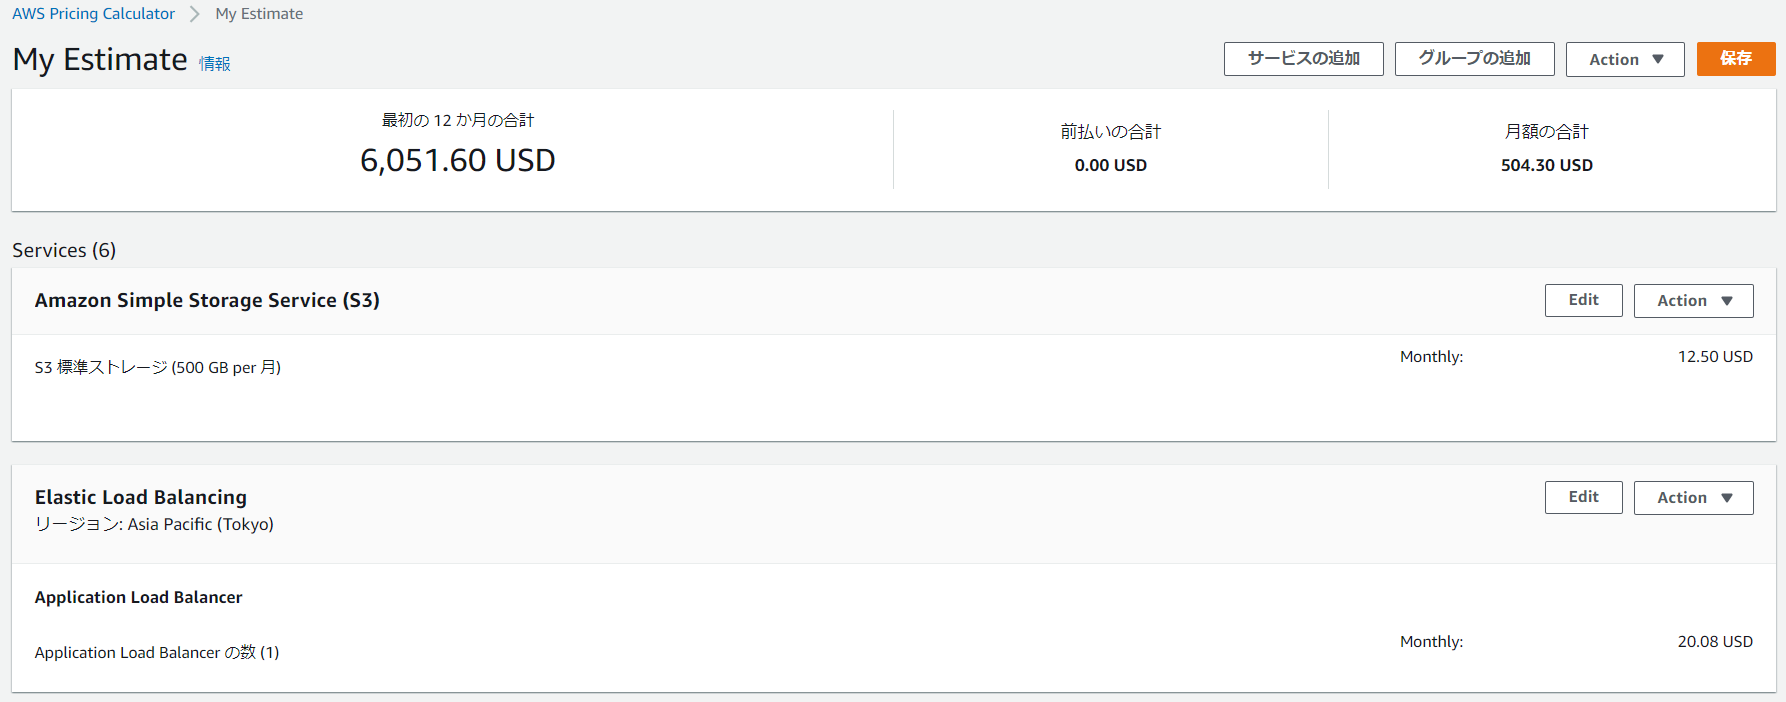 AWS Pricing Calculator > My Estimate
My Estimate 情報
サービスの追加 グループの追加 Action ▼ 保存
最初の 12 か月の合計
6,051.60 USD
前払いの合計
0.00 USD
月額の合計
504.30 USD
Services (6)
Amazon Simple Storage Service (S3)
Edit Action ▼
S3 標準ストレージ (500 GB per 月)
Monthly: 12.50 USD
Elastic Load Balancing
リージョン: Asia Pacific (Tokyo)
Edit Action ▼
Application Load Balancer
Application Load Balancer の数 (1)
Monthly: 20.08 USD